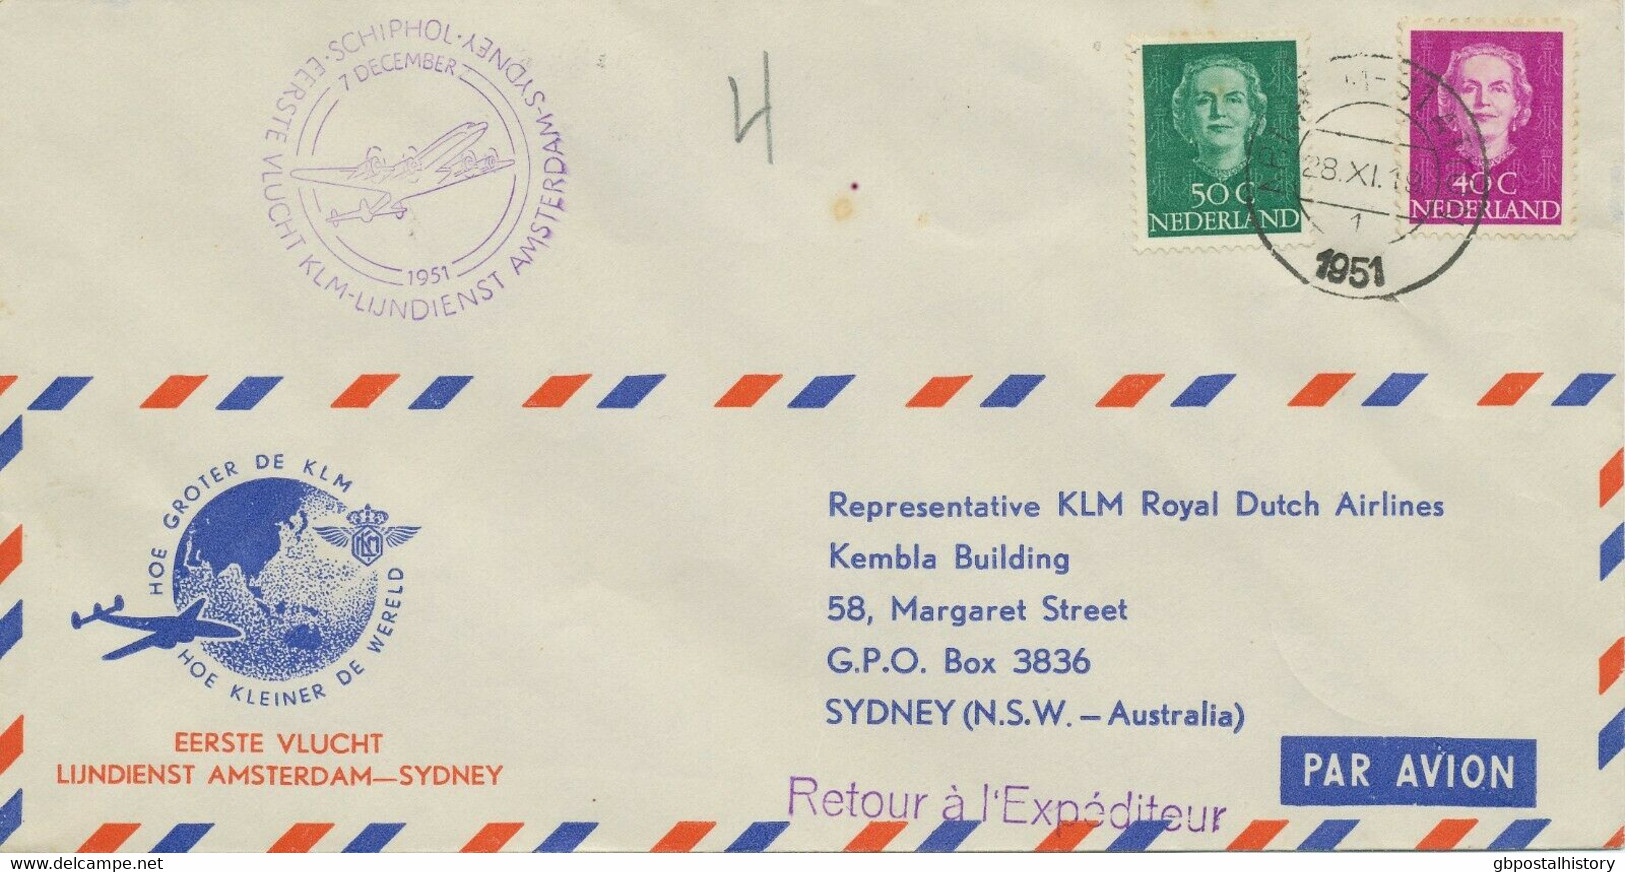 SCHIPHOL · EERSTE VLUCHT KLM-LIJNDIENST AMSTERDAM-SYDNEY ·
7 DECEMBER
1951
4
50 C
NEDERLAND
28.XI.19
1
1951
40 C
NEDERLAND
HOE GROTER DE KLM
KLM
HOE KLEINER DE WERELD
EERSTE VLUCHT
LIJNDIENST AMSTERDAM—SYDNEY
Representative KLM Royal Dutch Airlines
Kembla Building
58, Margaret Street
G.P.O. Box 3836
SYDNEY (N.S.W. – Australia)
PAR AVION
Retour à l'Expéditeur
www.delcampe.net
gbpostalhistory